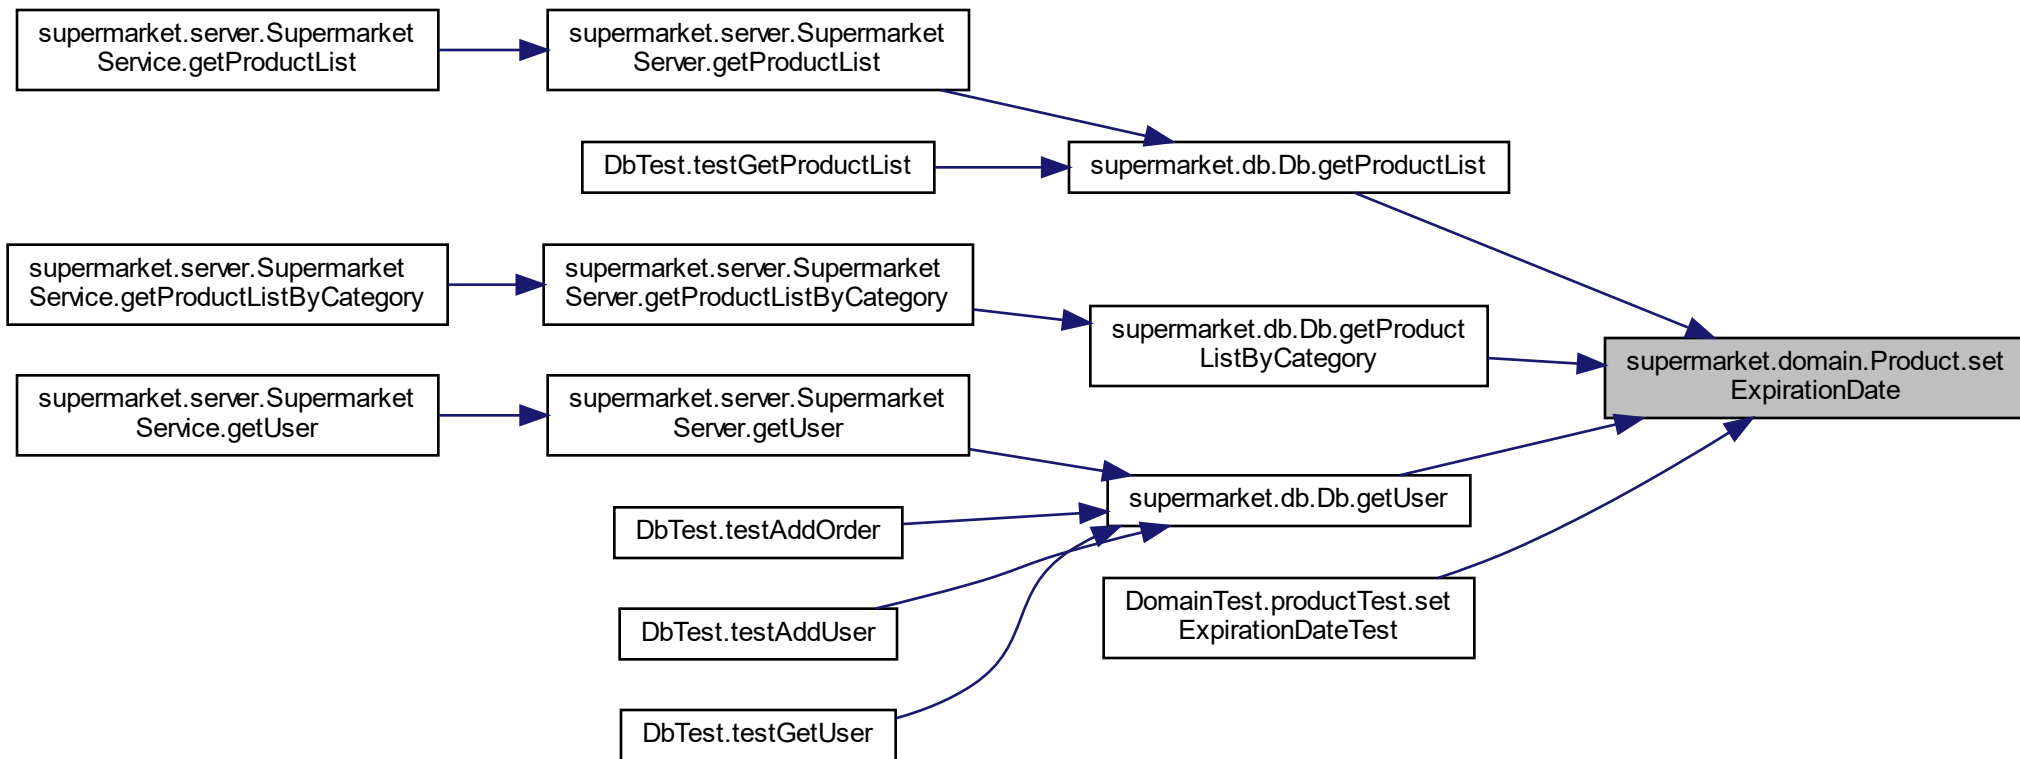 supermarket.server.Supermarket
Service.getProductList
supermarket.server.Supermarket
Server.getProductList
DbTest.testGetProductList
supermarket.db.Db.getProductList
supermarket.server.Supermarket
Service.getProductListByCategory
supermarket.server.Supermarket
Server.getProductListByCategory
supermarket.db.Db.getProduct
ListByCategory
supermarket.domain.Product.set
ExpirationDate
supermarket.server.Supermarket
Service.getUser
supermarket.server.Supermarket
Server.getUser
supermarket.db.Db.getUser
DbTest.testAddOrder
DomainTest.productTest.set
ExpirationDateTest
DbTest.testAddUser
DbTest.testGetUser